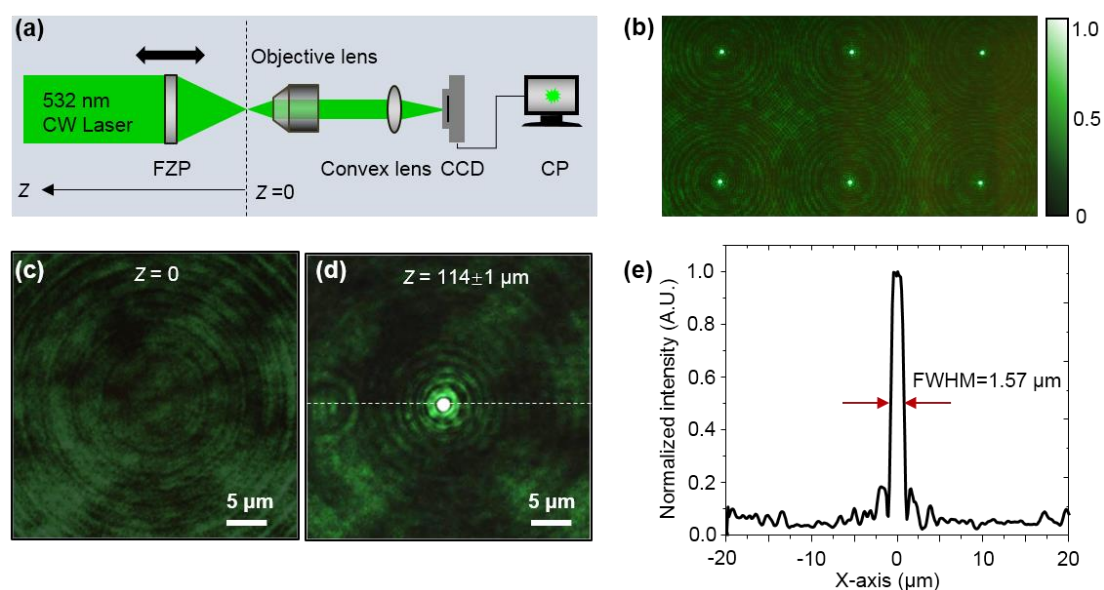 (a)
Objective lens
532 nm
CW Laser
FZP
Convex lens
CCD
CP
Z
Z =0
(b)
1.0
0.5
0
(c)
Z = 0
5 µm
(d)
Z = 114±1 µm
5 µm
(e)
Normalized intensity (A.U.)
1.0
0.8
0.6
0.4
0.2
0.0
FWHM=1.57 µm
-20
-10
0
10
20
X-axis (µm)